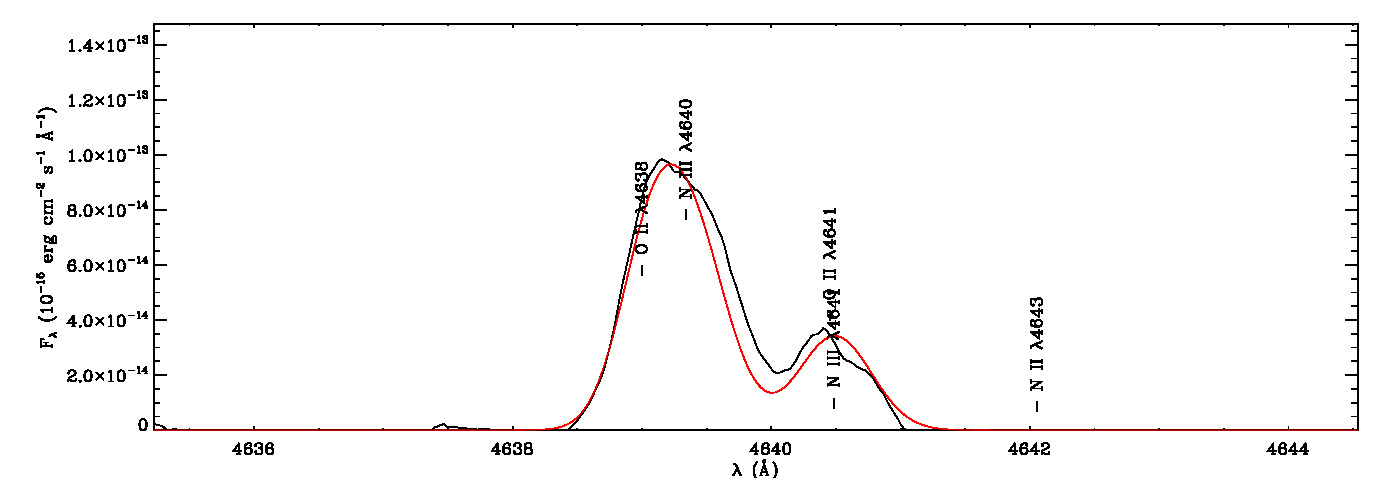 1.4×10⁻¹³
1.2×10⁻¹³
1.0×10⁻¹³
8.0×10⁻¹⁴
6.0×10⁻¹⁴
4.0×10⁻¹⁴
2.0×10⁻¹⁴
0
F_λ (10⁻¹⁵ erg cm⁻² s⁻¹ Å⁻¹)
– O II λ4638
– N III λ4640
– O II λ4641
– N III λ4641
– N II λ4643
4636 4638 4640 4642 4644
λ (Å)